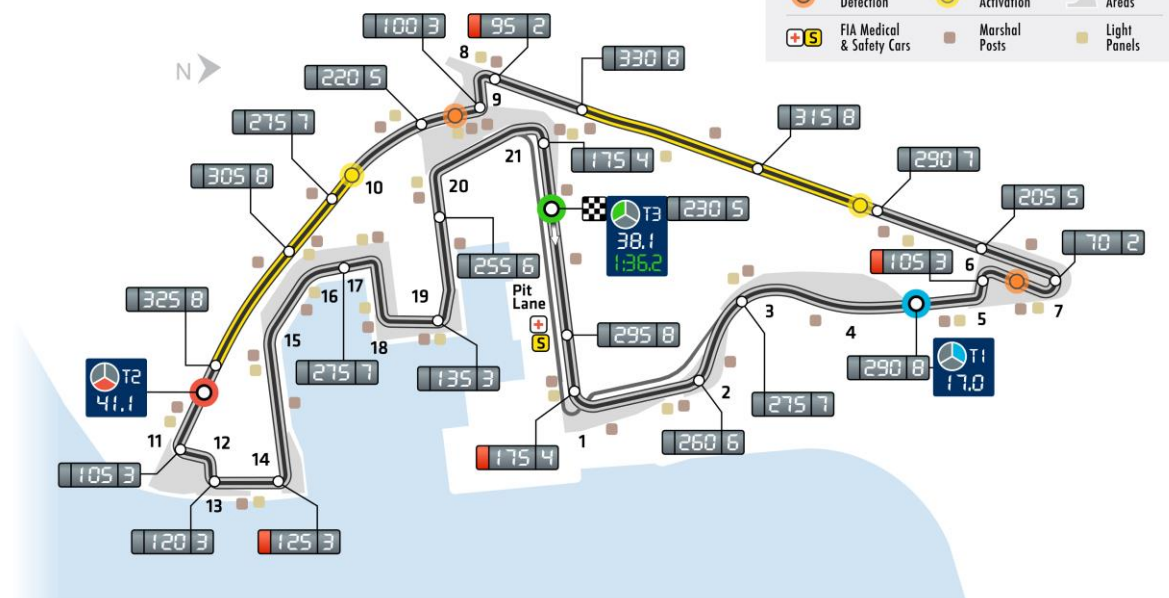 Detection
Activation
Areas
FIA Medical
& Safety Cars
Marshal
Posts
Light
Panels
S
N
100 3
95 2
8
330 8
220 5
9
275 7
315 8
21
175 4
290 7
305 8
10
20
205 5
T3
38.1
1:36.2
230 5
6
70 2
105 3
255 6
Pit
Lane
S
325 8
17
16
19
3
4
5
7
15
18
295 8
T2
41.1
275 7
135 3
290 8
T1
17.0
2
275 7
11
12
14
1
260 6
105 3
13
175 4
120 3
125 3